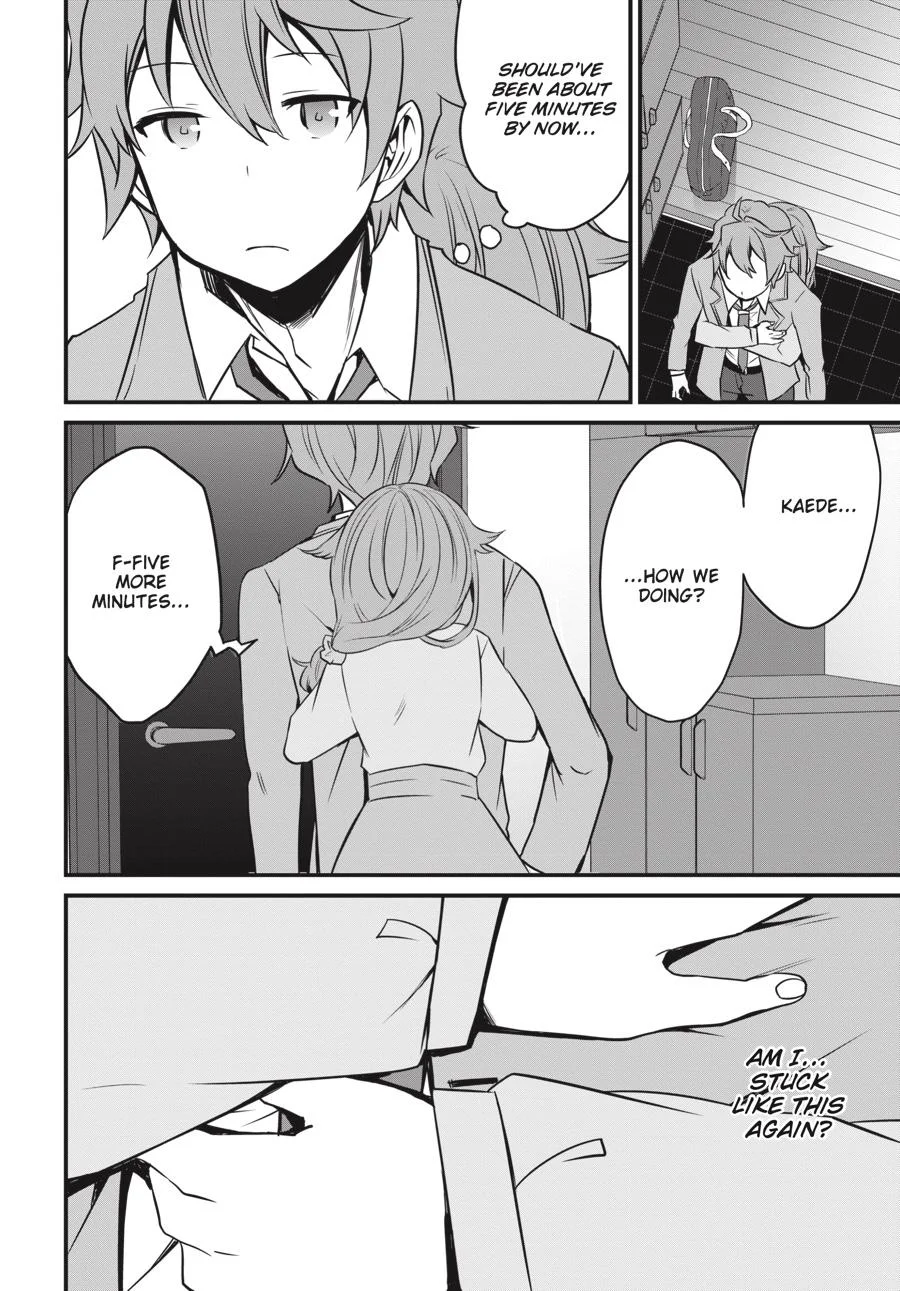 SHOULD'VE
BEEN ABOUT
FIVE MINUTES
BY NOW...
KAEDE...
...HOW WE
DOING?
F-FIVE
MORE
MINUTES...
AM I...
STUCK
LIKE THIS
AGAIN?